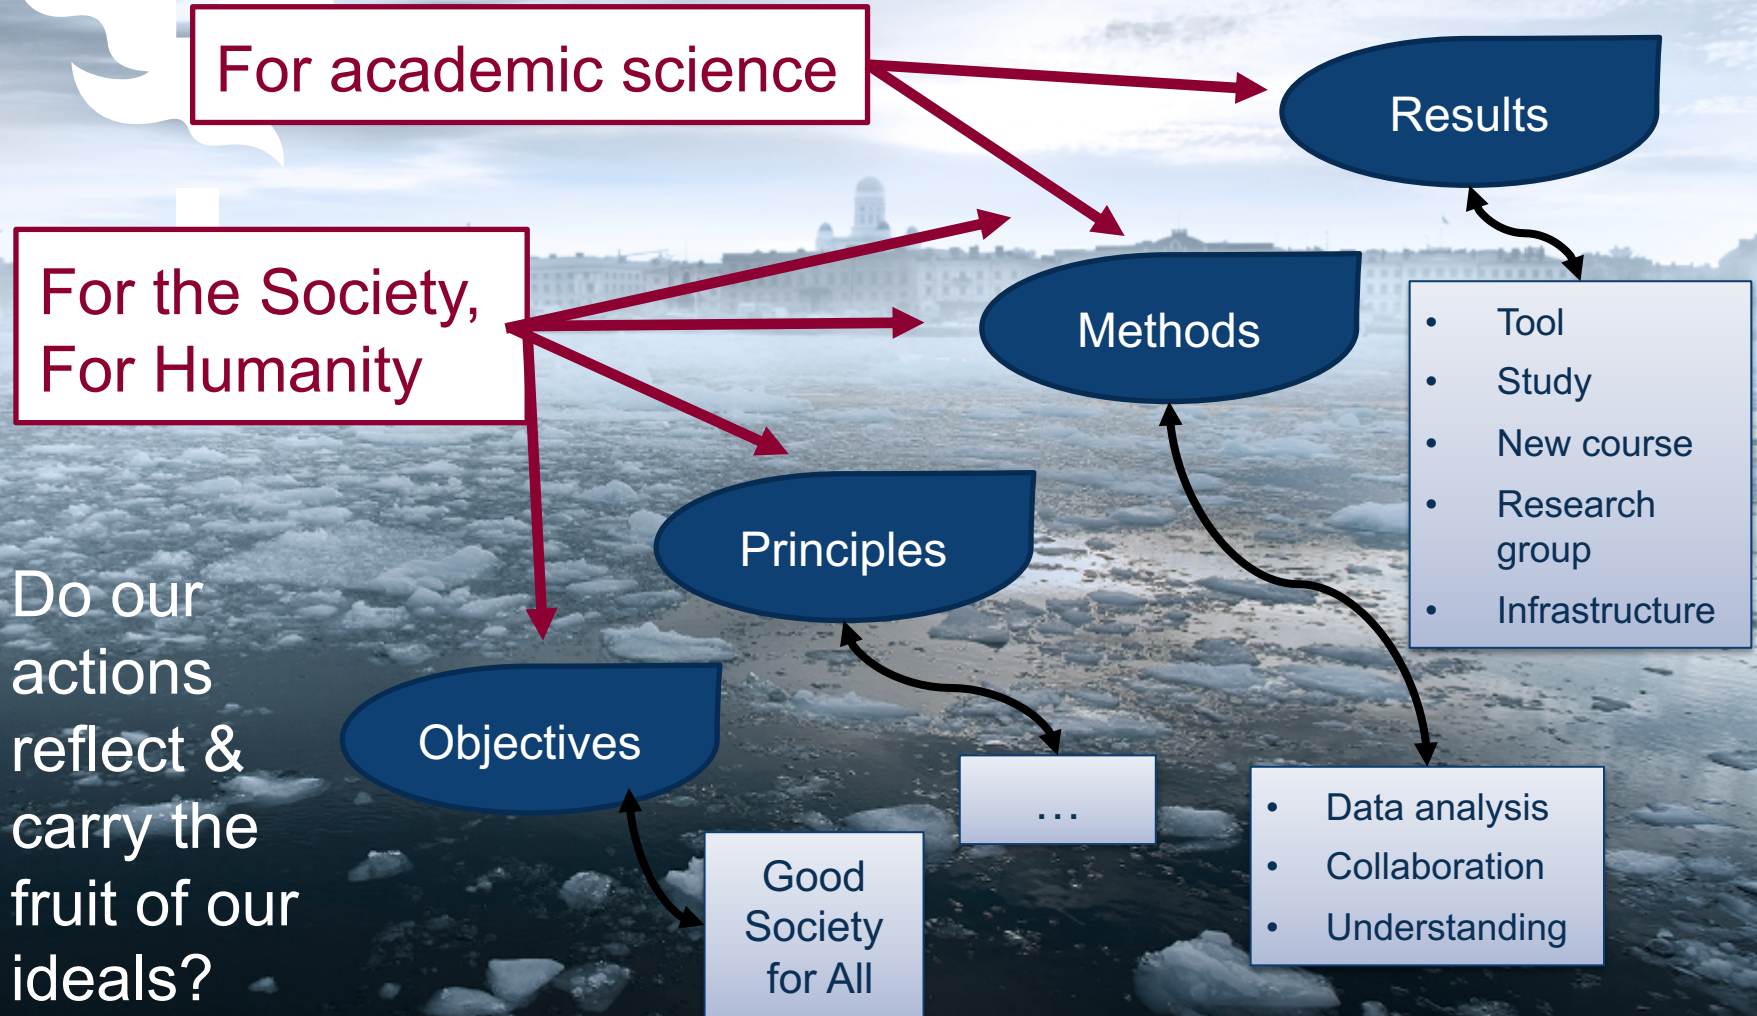 For academic science
Results
For the Society,
For Humanity
Methods
• Tool
• Study
• New course
• Research
group
• Infrastructure
Principles
Do our
actions
reflect &
carry the
fruit of our
ideals?
Objectives
…
• Data analysis
• Collaboration
• Understanding
Good
Society
for All